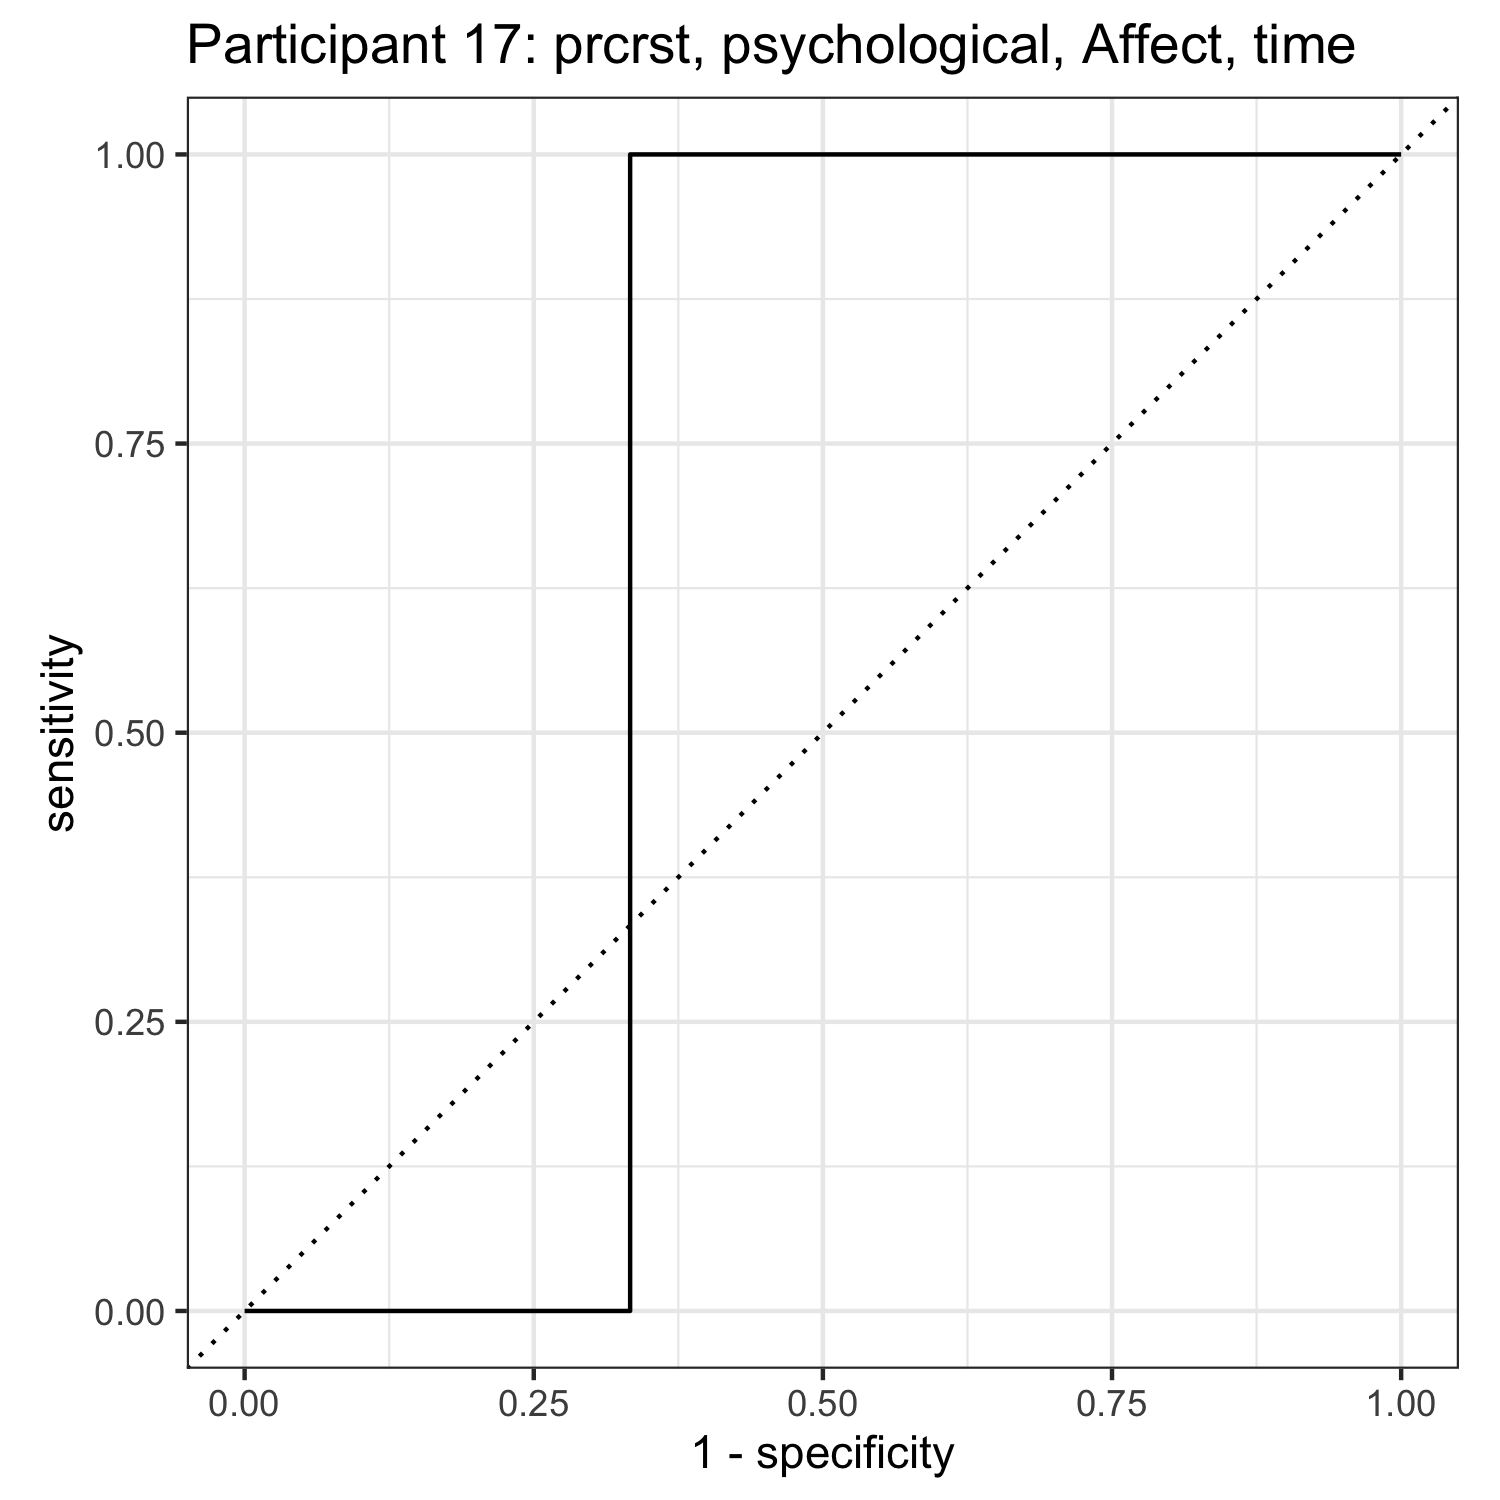 Participant 17: prcrst, psychological, Affect, time
sensitivity
1.00
0.75
0.50
0.25
0.00
0.00 0.25 0.50 0.75 1.00
1 - specificity